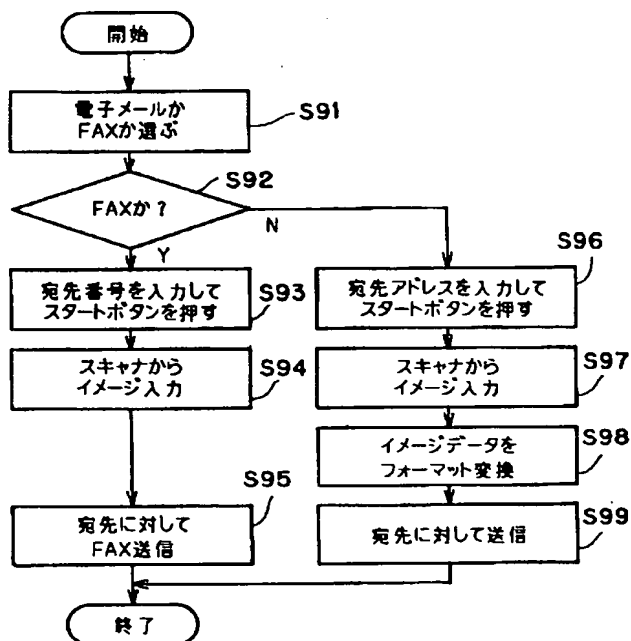 開始
電子メールか
FAXか選ぶ
S91
S92
FAXか?
N
Y
宛先番号を入力して
スタートボタンを押す
S93
スキャナから
イメージ入力
S94
宛先に対して
FAX送信
S95
宛先アドレスを入力して
スタートボタンを押す
S96
スキャナから
イメージ入力
S97
イメージデータを
フォーマット変換
S98
宛先に対して送信
S99
終了